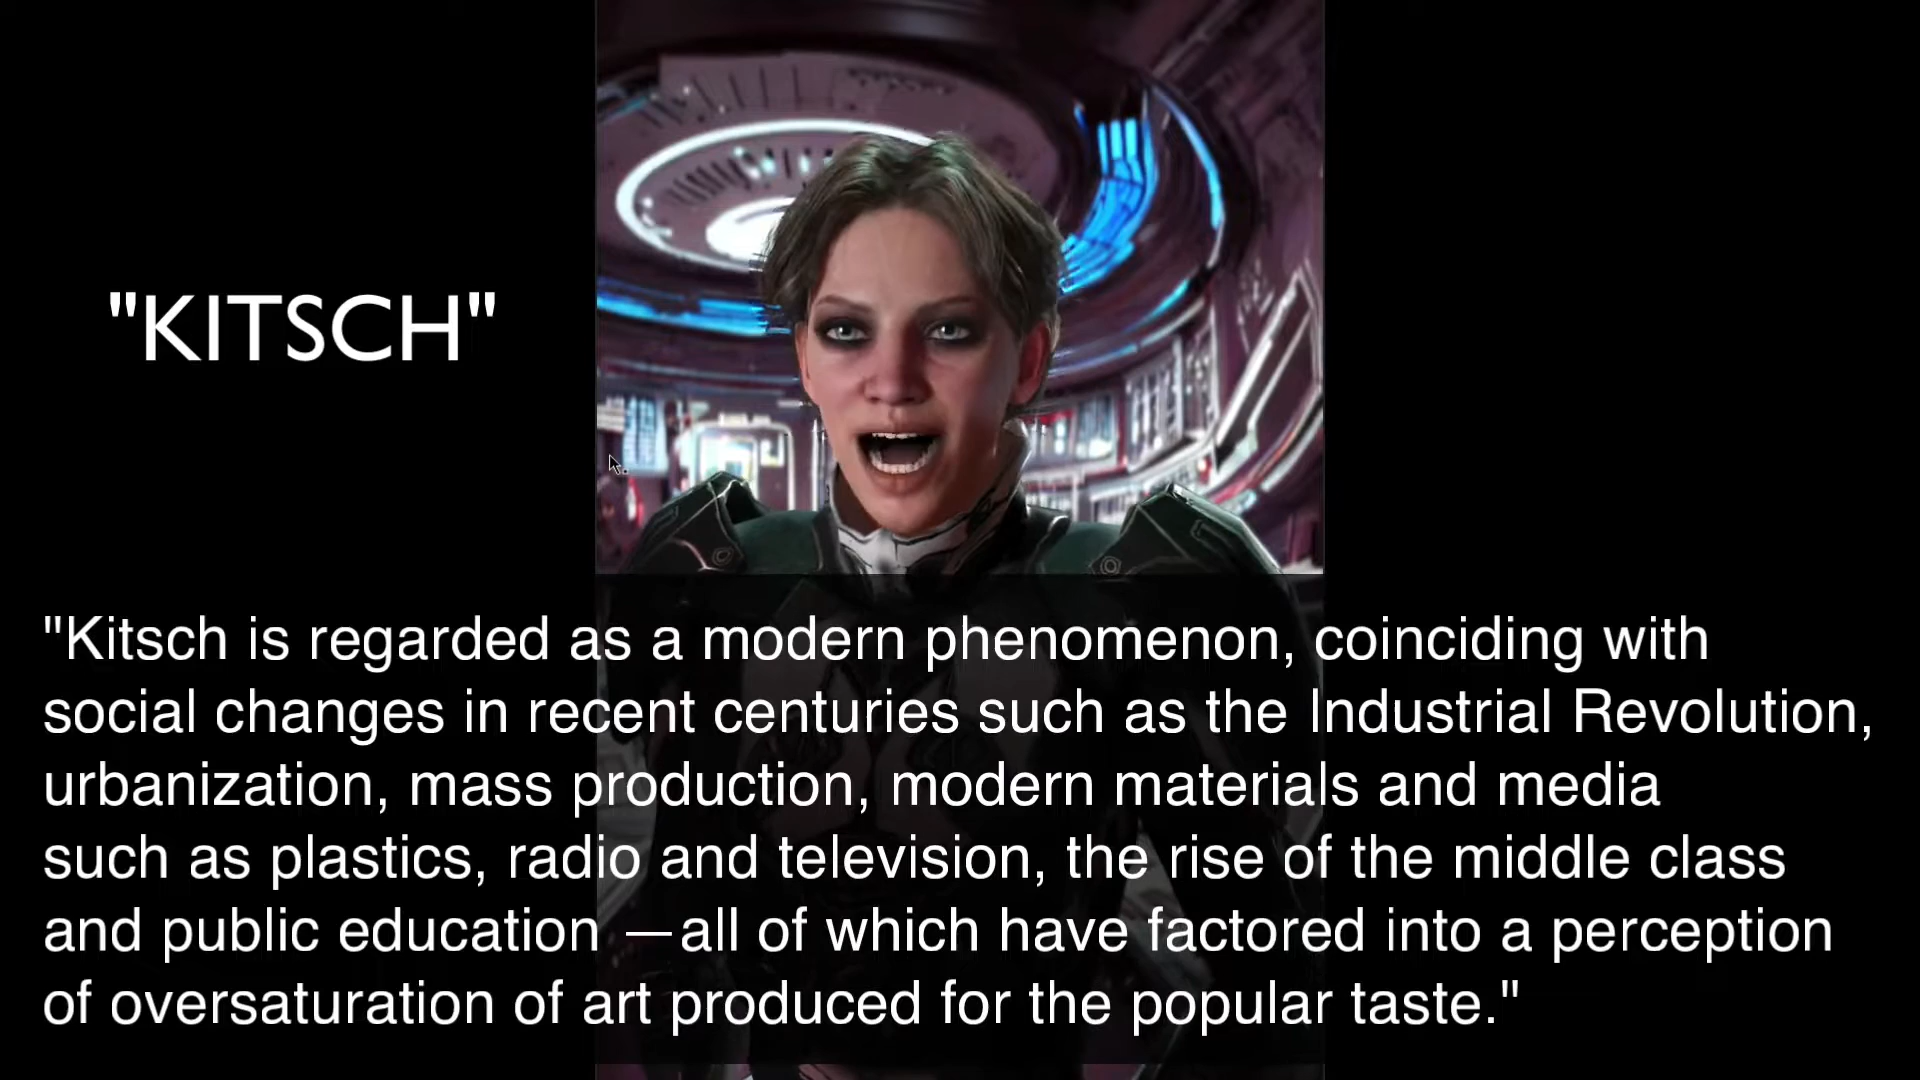 "KITSCH"
"Kitsch is regarded as a modern phenomenon, coinciding with
social changes in recent centuries such as the Industrial Revolution,
urbanization, mass production, modern materials and media
such as plastics, radio and television, the rise of the middle class
and public education —all of which have factored into a perception
of oversaturation of art produced for the popular taste."